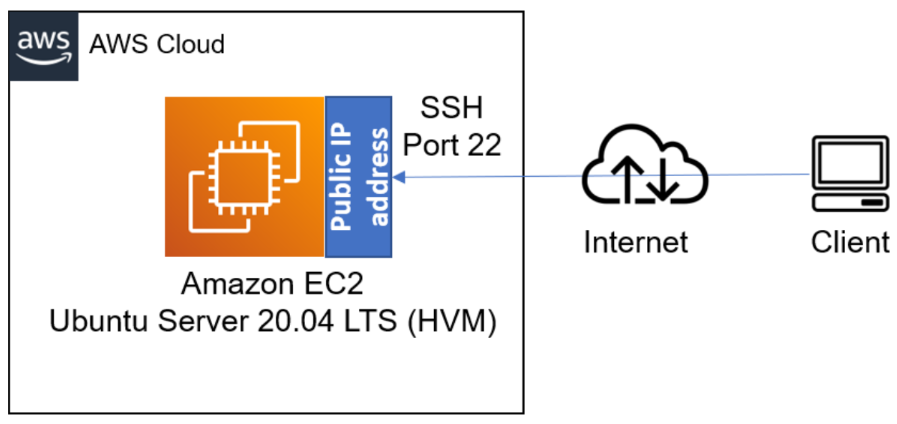 aws
AWS Cloud
SSH
Port 22
Public IP
address
Internet
Client
Amazon EC2
Ubuntu Server 20.04 LTS (HVM)